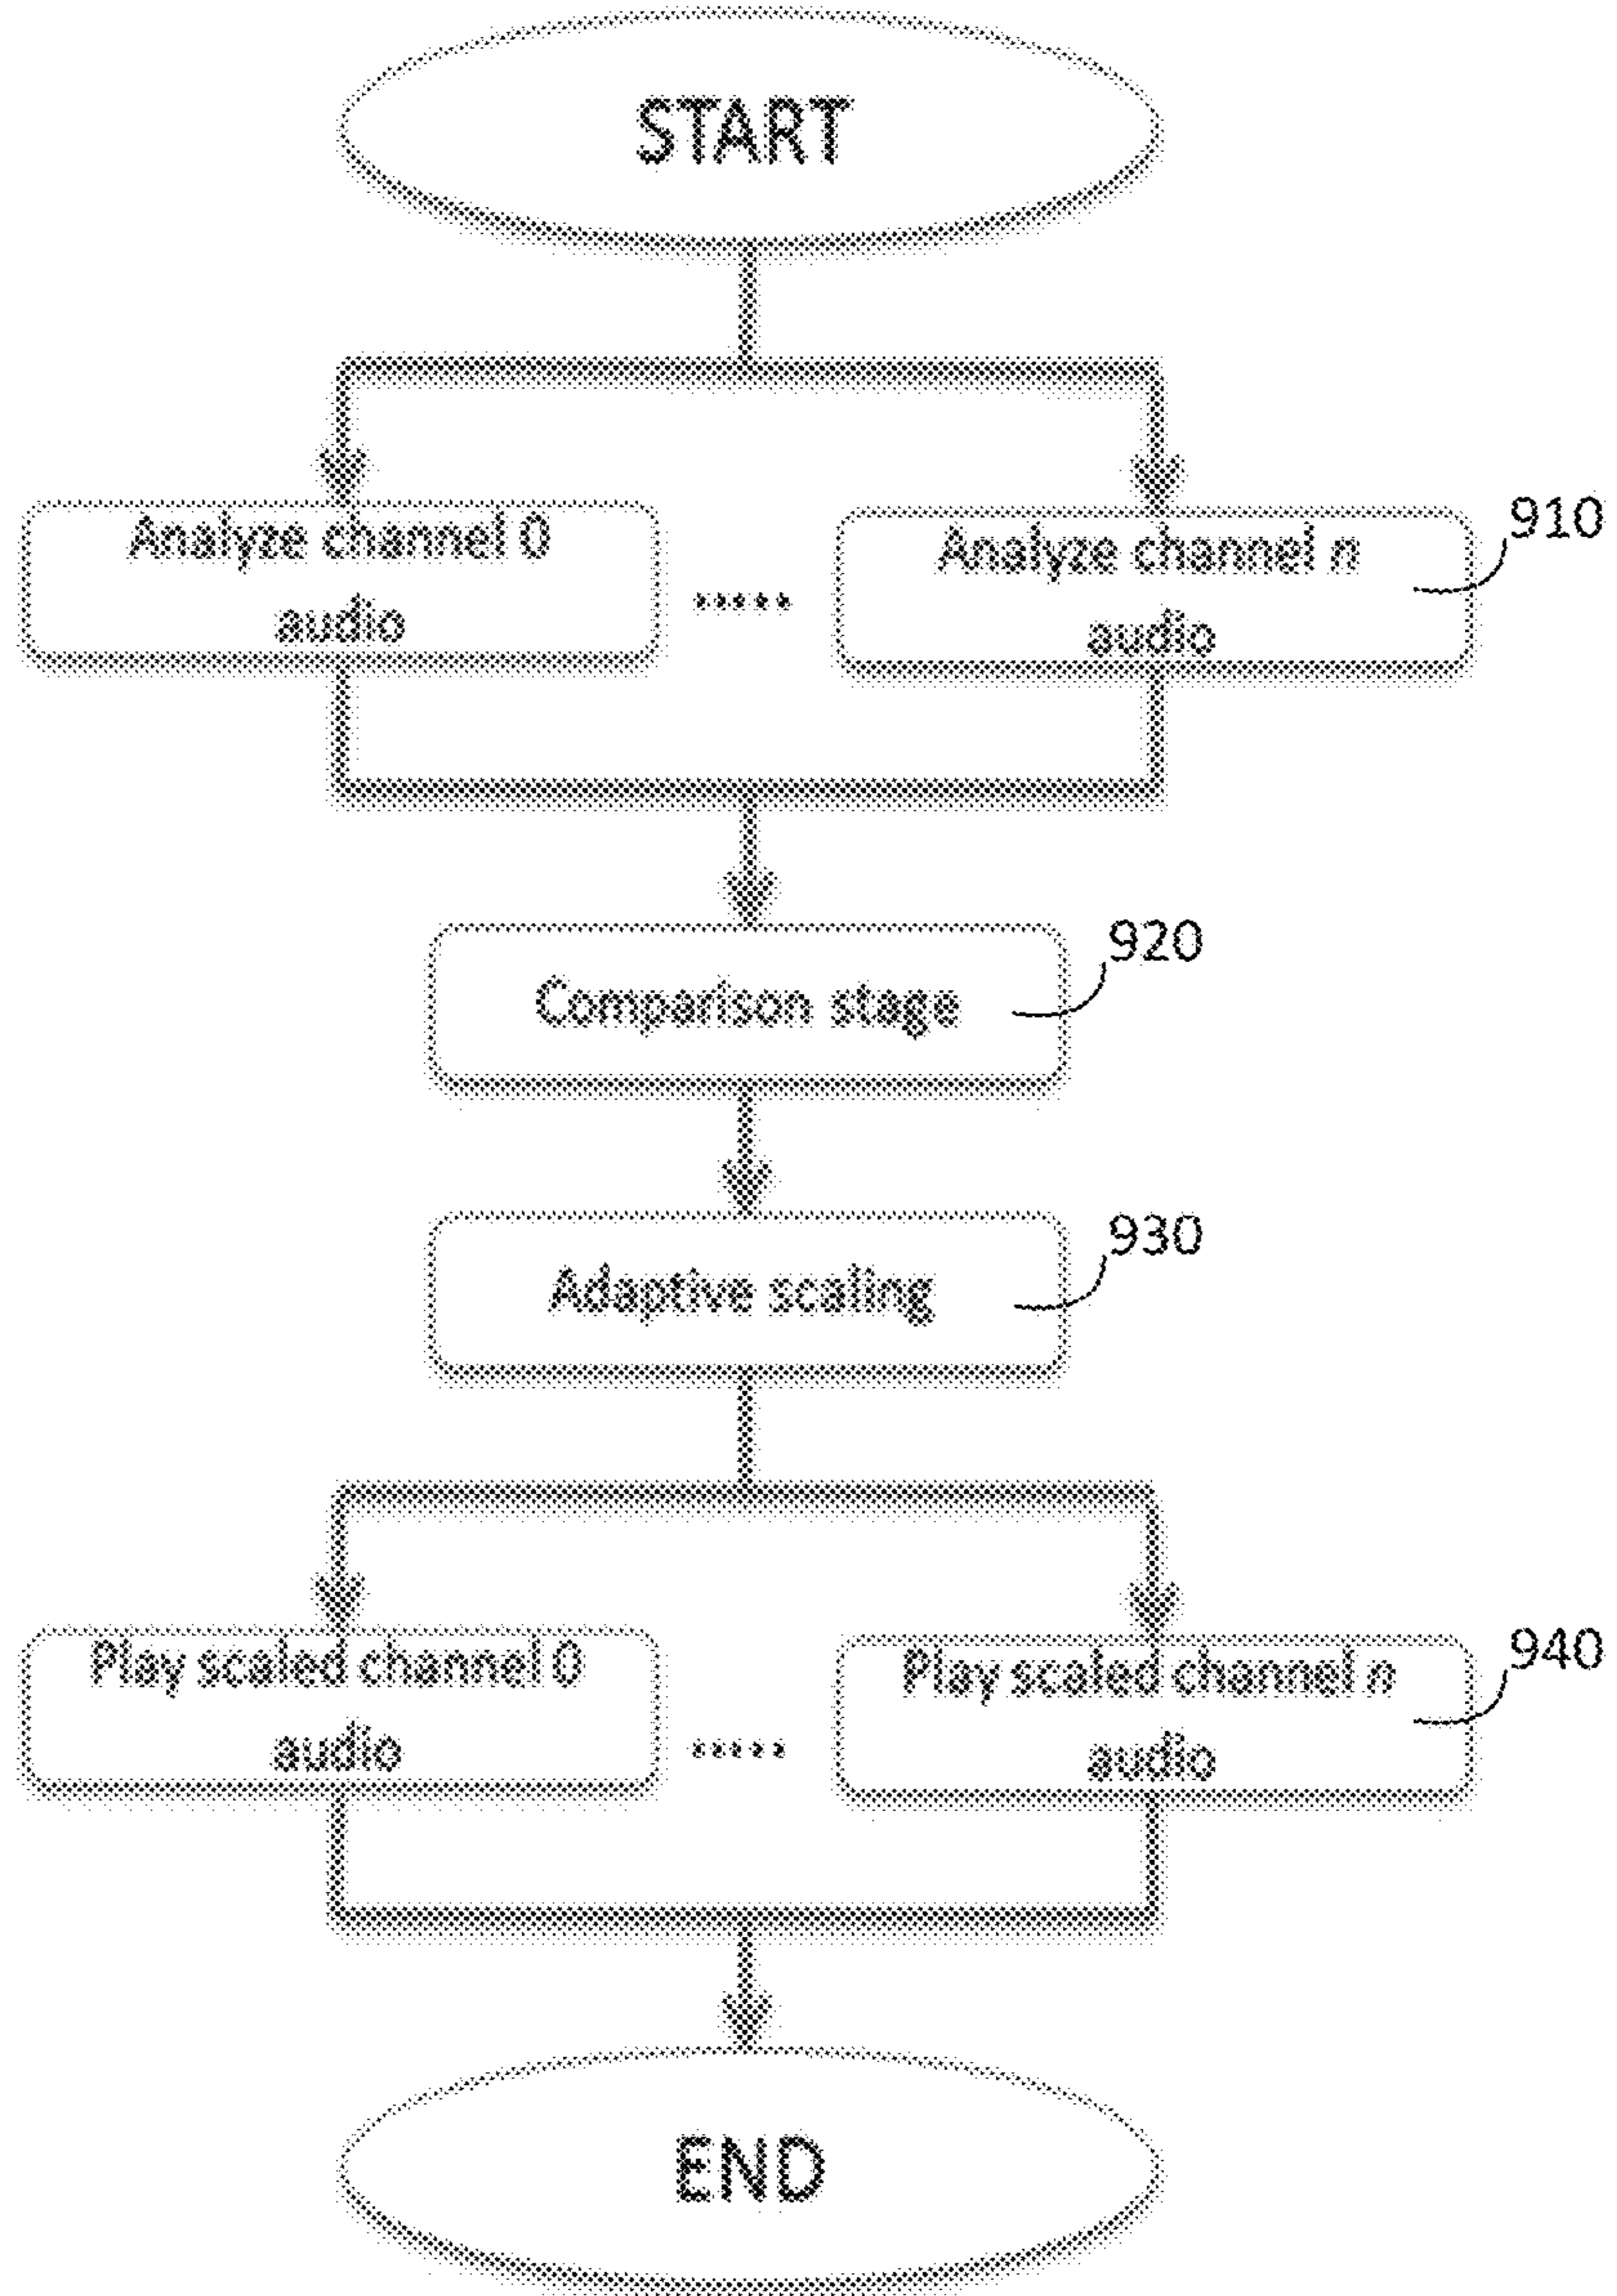 START
Analyze channel 0
audio
.....
Analyze channel n
audio
910
Comparison stage
920
Adaptive scaling
930
Play scaled channel 0
audio
.....
Play scaled channel n
audio
940
END